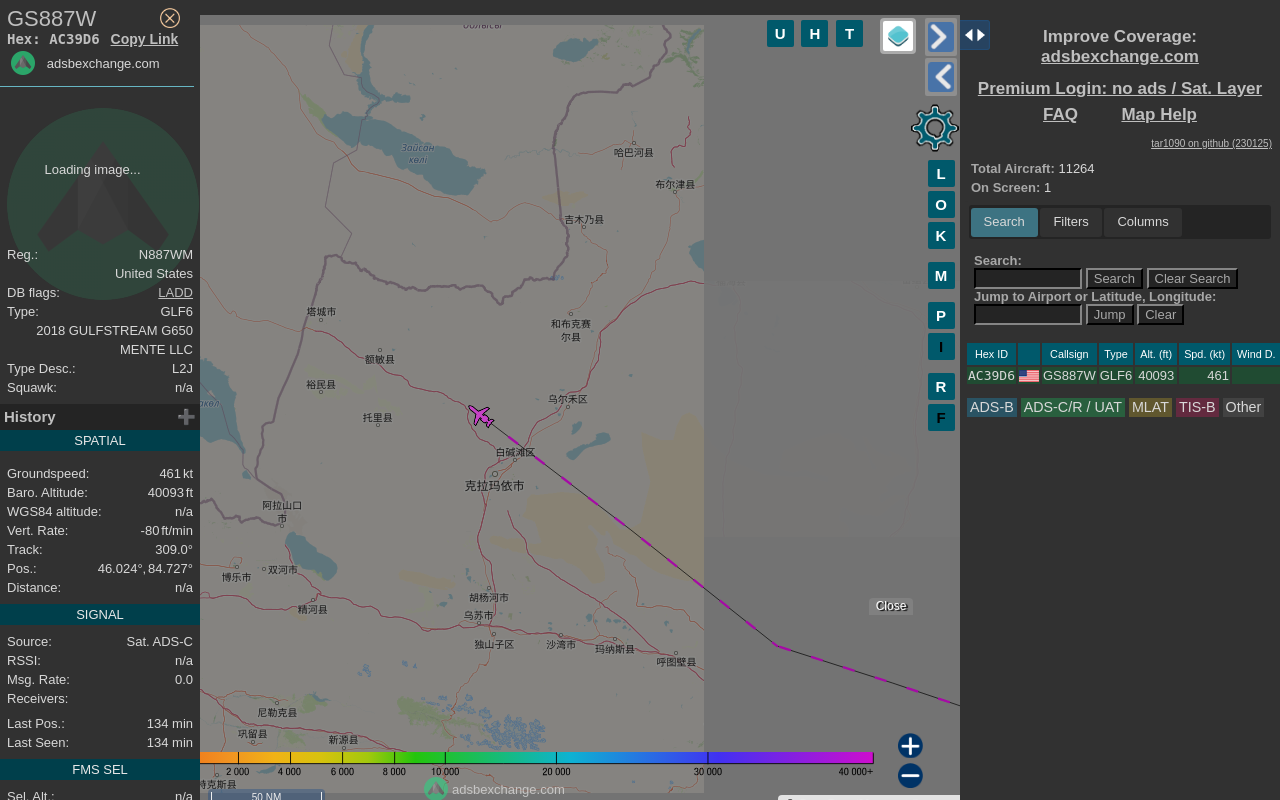 GS887W
Hex: AC39D6 Copy Link
adsbexchange.com
Loading image...
Reg.: N887WM
United States
DB flags: LADD
Type: GLF6
2018 GULFSTREAM G650
MENTE LLC
Type Desc.: L2J
Squawk: n/a
History
SPATIAL
Groundspeed: 461 kt
Baro. Altitude: 40093 ft
WGS84 altitude: n/a
Vert. Rate: -80 ft/min
Track: 309.0°
Pos.: 46.024°, 84.727°
Distance: n/a
SIGNAL
Source: Sat. ADS-C
RSSI: n/a
Msg. Rate: 0.0
Receivers:
Last Pos.: 134 min
Last Seen: 134 min
FMS SEL
Sel. Alt.: n/a
U H T
Зайсан
көлі
哈巴河县
布尔津县
吉木乃县
塔城市
和布克赛
尔县
额敏县
裕民县
乌尔禾区
托里县
白碱滩区
克拉玛依市
阿拉山口
市
博乐市
双河市
精河县
胡杨河市
乌苏市
独山子区
沙湾市
玛纳斯县
呼图壁县
尼勒克县
巩留县
新源县
特克斯县
L
O
K
M
P
I
R
F
Close
2 000 4 000 6 000 8 000 10 000 20 000 30 000 40 000+
50 NM
adsbexchange.com
Improve Coverage:
adsbexchange.com
Premium Login: no ads / Sat. Layer
FAQ Map Help
tar1090 on github (230125)
Total Aircraft: 11264
On Screen: 1
Search Filters Columns
Search:
Search Clear Search
Jump to Airport or Latitude, Longitude:
Jump Clear
Hex ID Callsign Type Alt. (ft) Spd. (kt) Wind D.
AC39D6 GS887W GLF6 40093 461
ADS-B ADS-C/R / UAT MLAT TIS-B Other